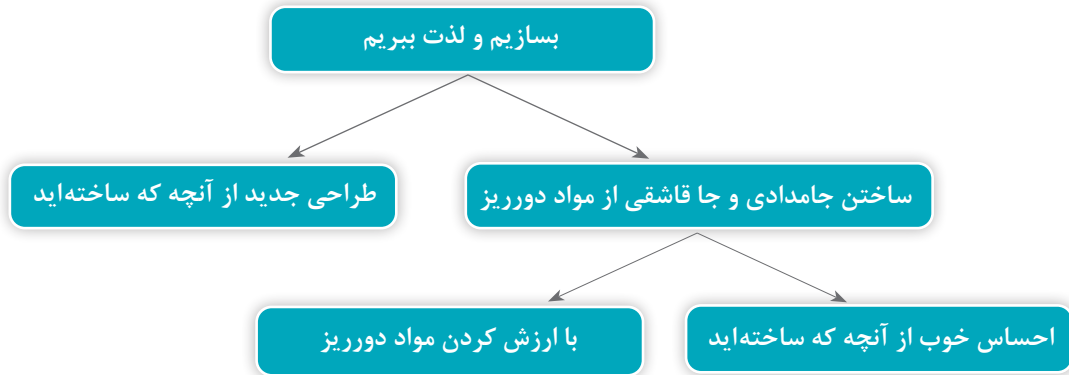 بسازیم و لذت ببریم
ساختن جامدادی و جا قاشقی از مواد دورریز
طراحی جدید از آنچه که ساخته‌اید
احساس خوب از آنچه که ساخته‌اید
با ارزش کردن مواد دورریز